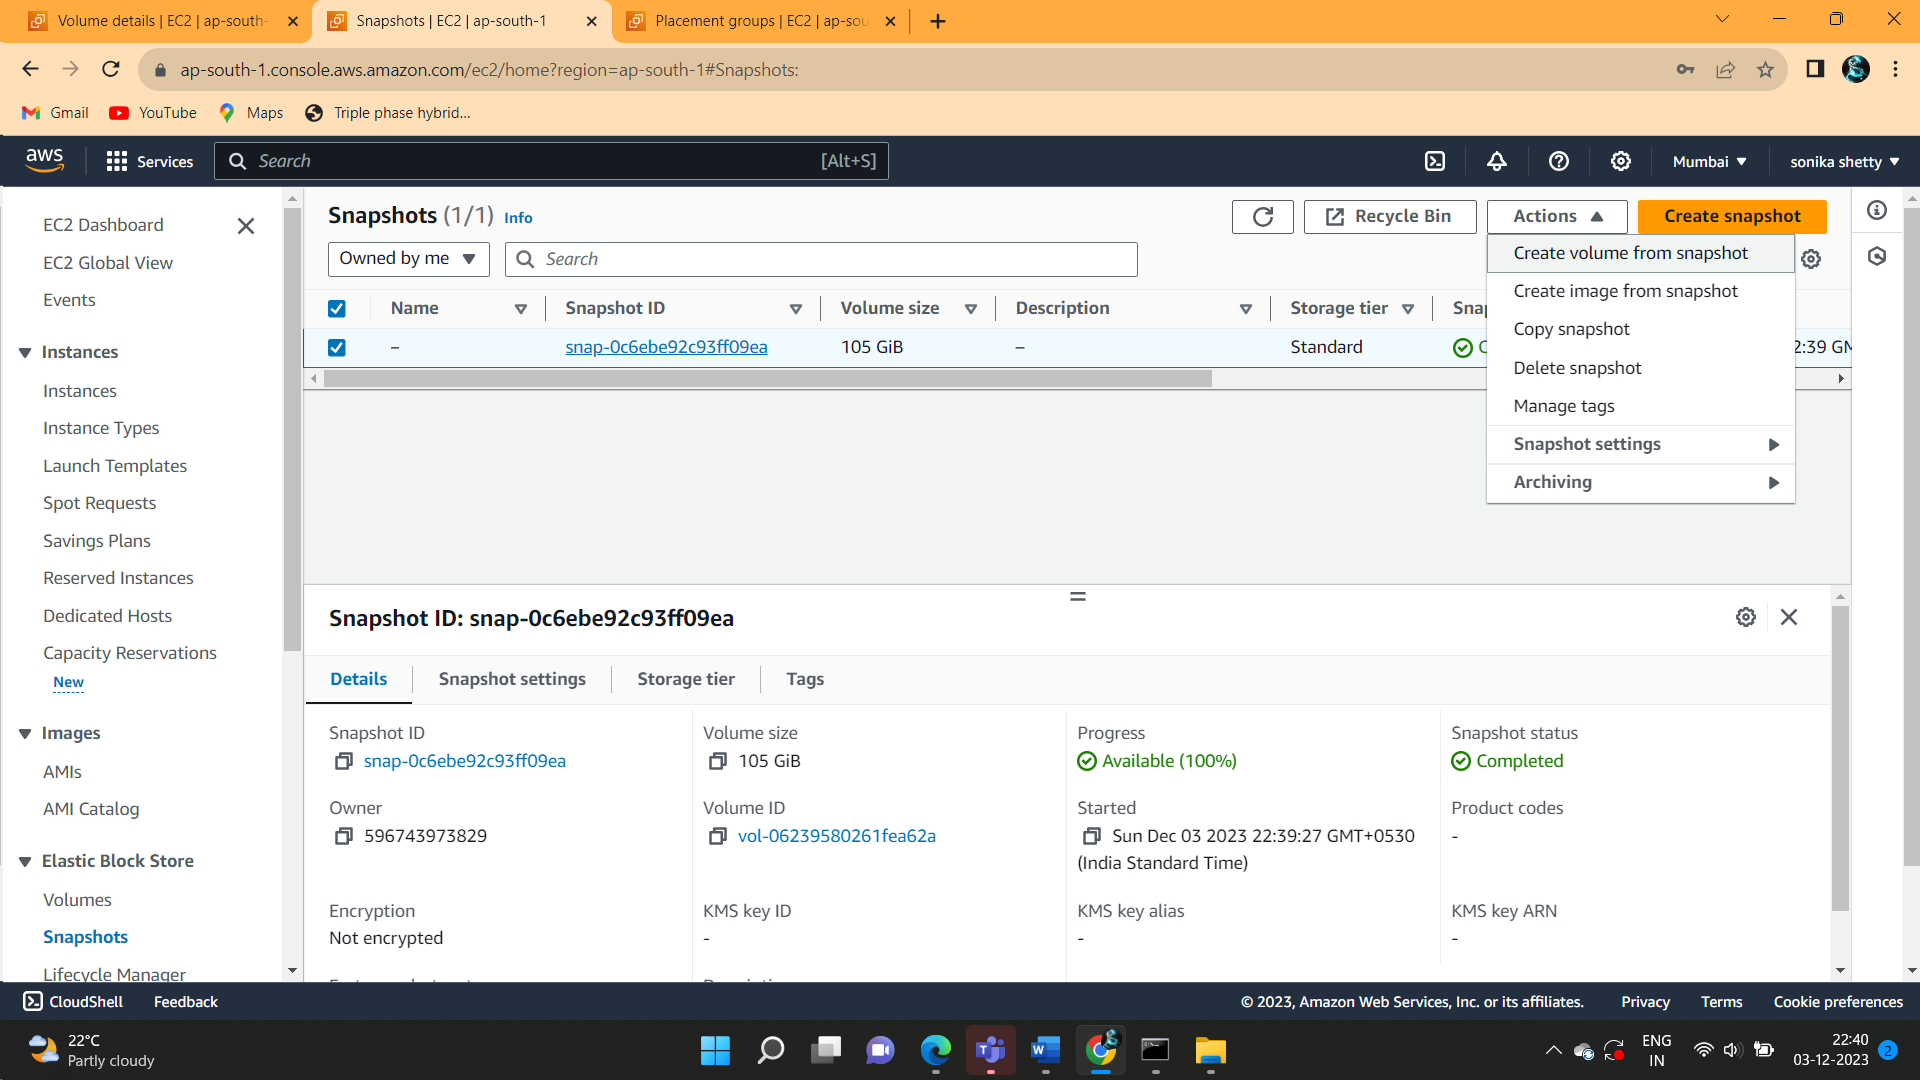 Volume details | EC2 | ap-south-
Snapshots | EC2 | ap-south-1
Placement groups | EC2 | ap-sou
ap-south-1.console.aws.amazon.com/ec2/home?region=ap-south-1#Snapshots:
Gmail
YouTube
Maps
Triple phase hybrid...
aws
Services
Search
[Alt+S]
Mumbai
sonika shetty
EC2 Dashboard
EC2 Global View
Events
Instances
Instances
Instance Types
Launch Templates
Spot Requests
Savings Plans
Reserved Instances
Dedicated Hosts
Capacity Reservations
New
Images
AMIs
AMI Catalog
Elastic Block Store
Volumes
Snapshots
Lifecycle Manager
Snapshots (1/1) Info
Recycle Bin
Actions
Create snapshot
Owned by me
Search
Create volume from snapshot
Create image from snapshot
Copy snapshot
Delete snapshot
Manage tags
Snapshot settings
Archiving
Name
Snapshot ID
Volume size
Description
Storage tier
Snap
–
snap-0c6ebe92c93ff09ea
105 GiB
–
Standard
2:39 GM
Snapshot ID: snap-0c6ebe92c93ff09ea
Details
Snapshot settings
Storage tier
Tags
Snapshot ID
snap-0c6ebe92c93ff09ea
Volume size
105 GiB
Progress
Available (100%)
Snapshot status
Completed
Owner
596743973829
Volume ID
vol-06239580261fea62a
Started
Sun Dec 03 2023 22:39:27 GMT+0530
(India Standard Time)
Product codes
-
Encryption
Not encrypted
KMS key ID
-
KMS key alias
-
KMS key ARN
-
CloudShell
Feedback
© 2023, Amazon Web Services, Inc. or its affiliates.
Privacy
Terms
Cookie preferences
22°C
Partly cloudy
ENG
IN
22:40
03-12-2023
2